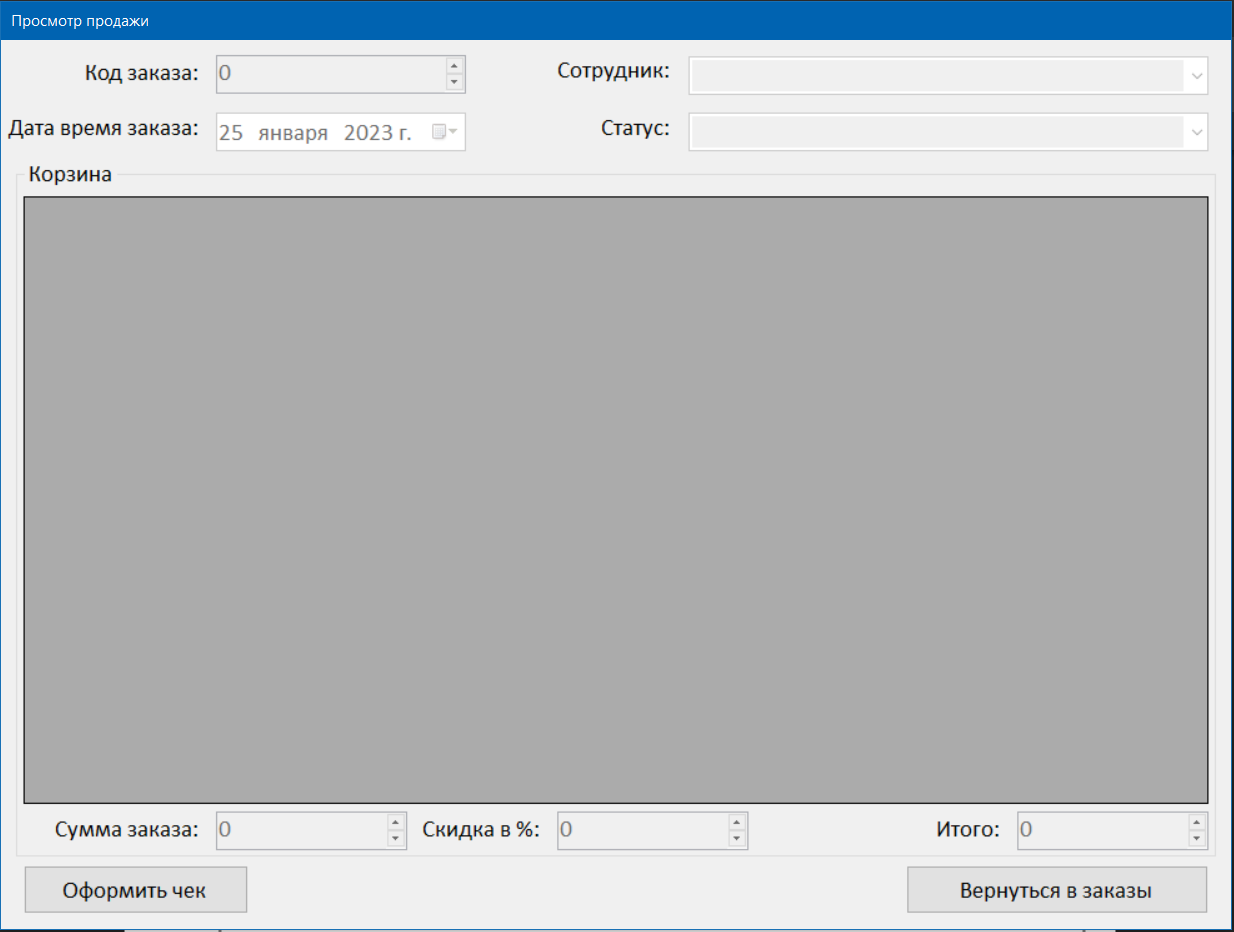 Просмотр продажи
Код заказа: 0 Сотрудник:
Дата время заказа: 25 января 2023 г. Статус:
Корзина
Сумма заказа: 0 Скидка в %: 0 Итого: 0
Оформить чек Вернуться в заказы